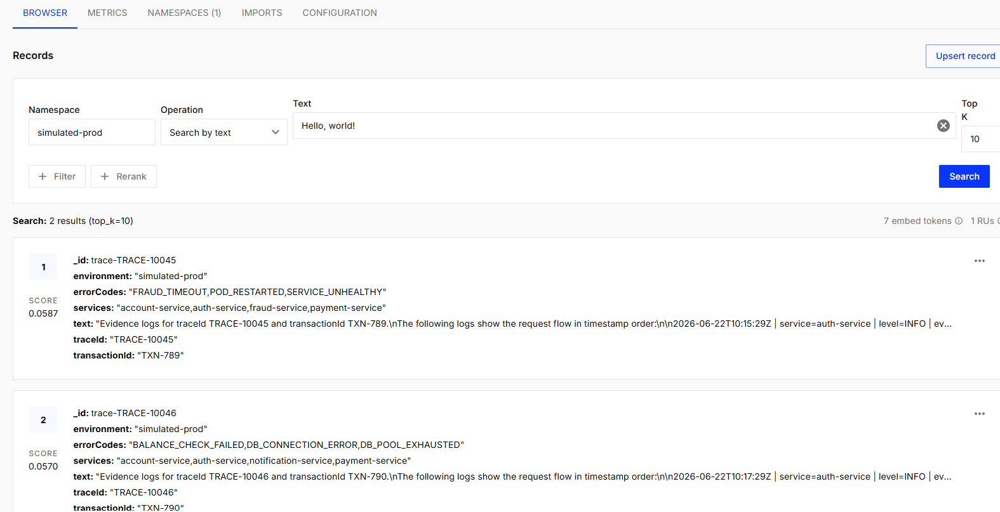 BROWSER METRICS NAMESPACES (1) IMPORTS CONFIGURATION
Records
Upsert record
Namespace
simulated-prod
Operation
Search by text
Text
Hello, world!
Top
K
10
Filter
Rerank
Search
Search: 2 results (top_k=10)
7 embed tokens 1 RUs
1
SCORE
0.0587
_id: trace-TRACE-10045
environment: "simulated-prod"
errorCodes: "FRAUD_TIMEOUT,POD_RESTARTED,SERVICE_UNHEALTHY"
services: "account-service,auth-service,fraud-service,payment-service"
text: "Evidence logs for traceId TRACE-10045 and transactionId TXN-789.\nThe following logs show the request flow in timestamp order:\n\n2026-06-22T10:15:29Z | service=auth-service | level=INFO | ev...
traceId: "TRACE-10045"
transactionId: "TXN-789"
2
SCORE
0.0570
_id: trace-TRACE-10046
environment: "simulated-prod"
errorCodes: "BALANCE_CHECK_FAILED,DB_CONNECTION_ERROR,DB_POOL_EXHAUSTED"
services: "account-service,auth-service,notification-service,payment-service"
text: "Evidence logs for traceId TRACE-10046 and transactionId TXN-790.\nThe following logs show the request flow in timestamp order:\n\n2026-06-22T10:17:29Z | service=auth-service | level=INFO | ev...
traceId: "TRACE-10046"
transactionId: "TXN-790"